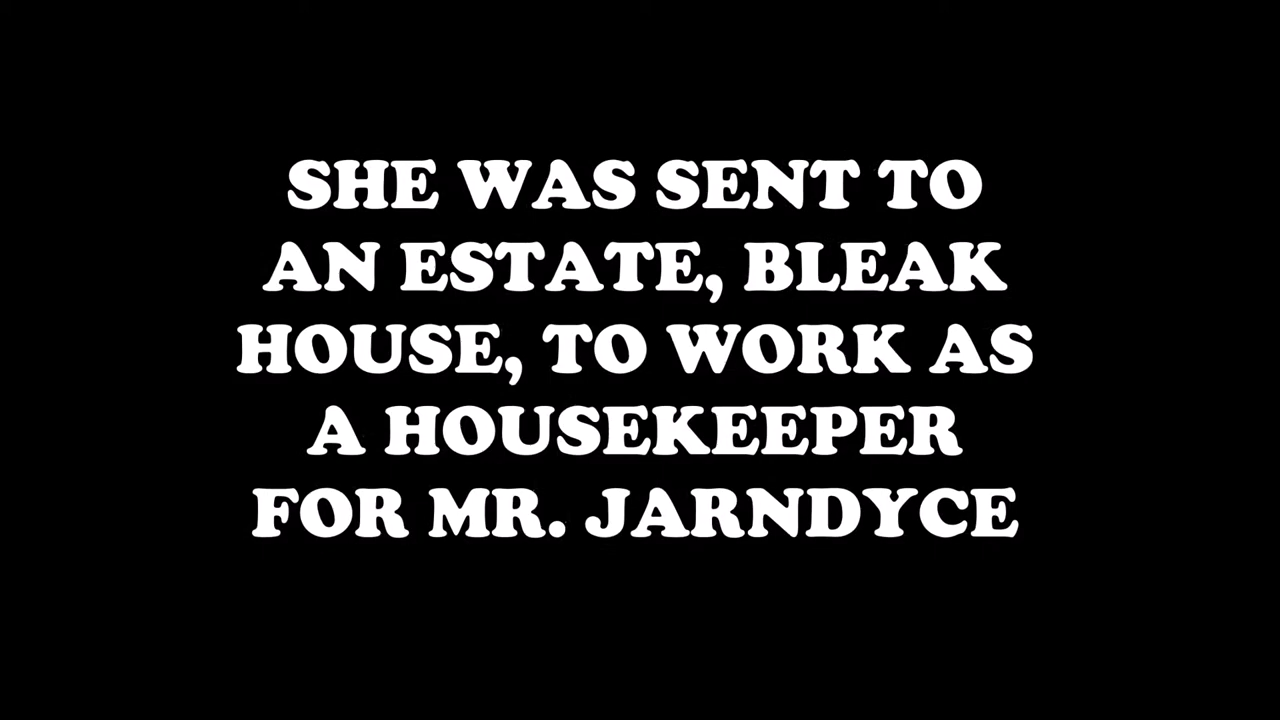 SHE WAS SENT TO
AN ESTATE, BLEAK
HOUSE, TO WORK AS
A HOUSEKEEPER
FOR MR. JARNDYCE